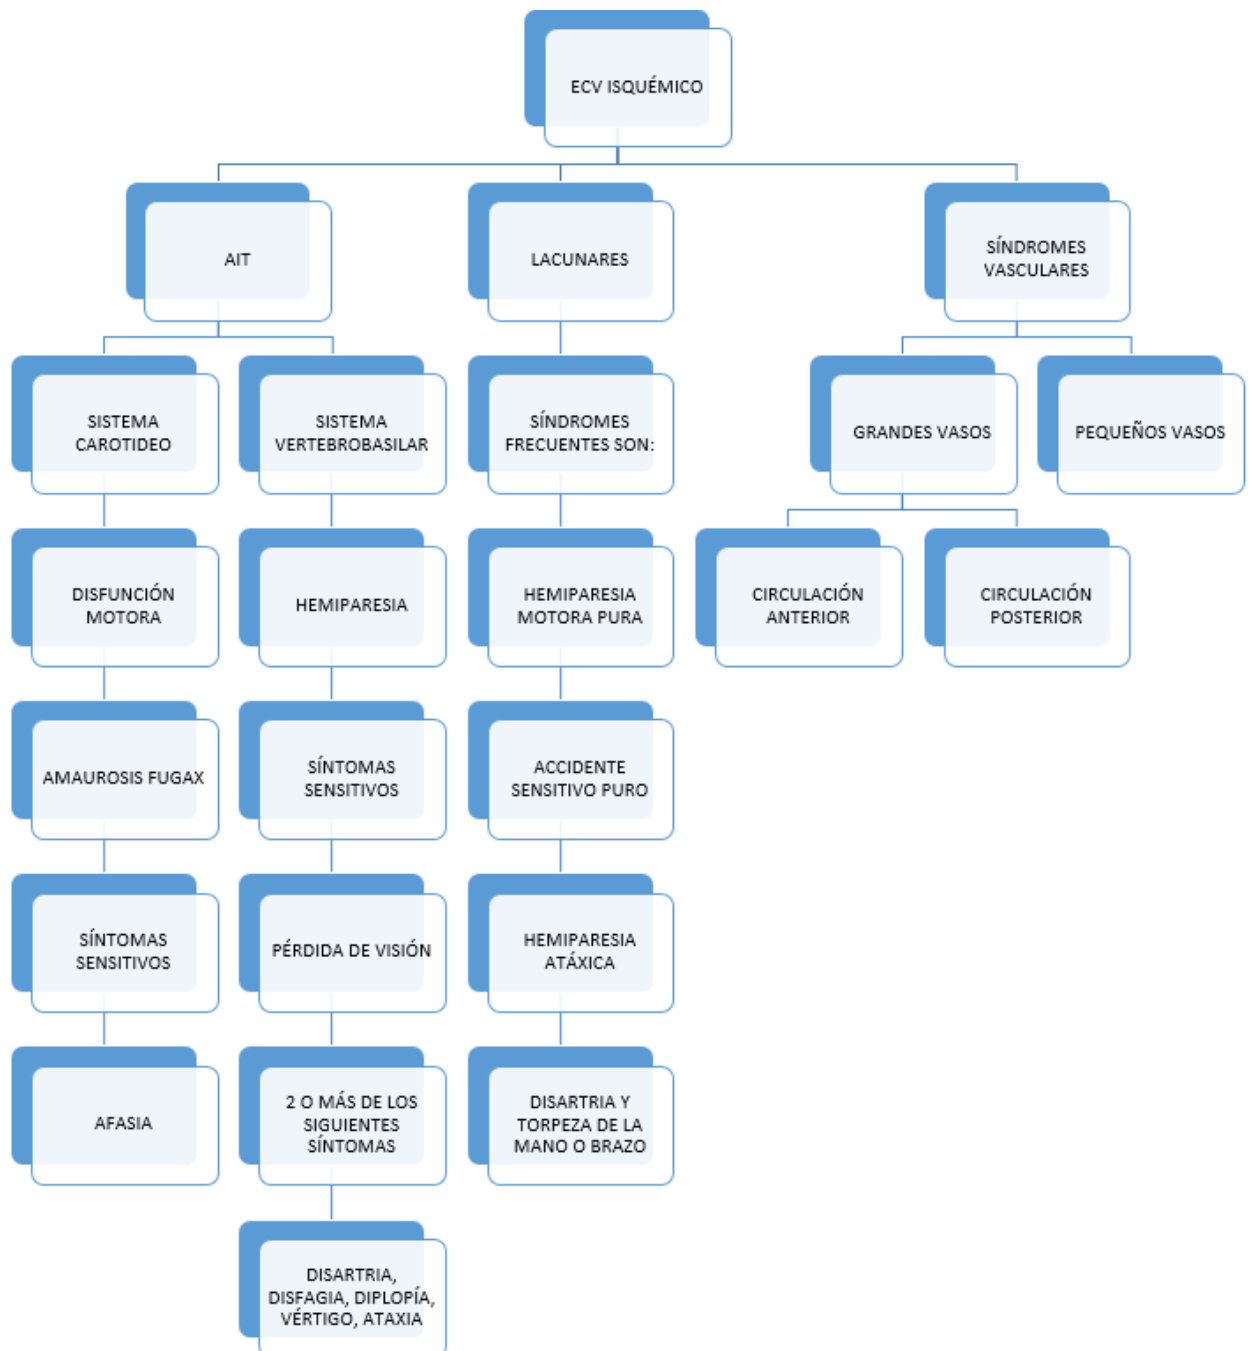 ECV ISQUÉMICO
AIT
LACUNARES
SÍNDROMES
VASCULARES
SISTEMA
CAROTIDEO
SISTEMA
VERTEBROBASILAR
SÍNDROMES
FRECUENTES SON:
GRANDES VASOS
PEQUEÑOS VASOS
DISFUNCIÓN
MOTORA
HEMIPARESIA
HEMIPARESIA
MOTORA PURA
CIRCULACIÓN
ANTERIOR
CIRCULACIÓN
POSTERIOR
AMAUROSIS FUGAX
SÍNTOMAS
SENSITIVOS
ACCIDENTE
SENSITIVO PURO
SÍNTOMAS
SENSITIVOS
PÉRDIDA DE VISIÓN
HEMIPARESIA
ATÁXICA
AFASIA
2 O MÁS DE LOS
SIGUIENTES
SÍNTOMAS
DISARTRIA Y
TORPEZA DE LA
MANO O BRAZO
DISARTRIA,
DISFAGIA, DIPLOPÍA,
VÉRTIGO, ATAXIA